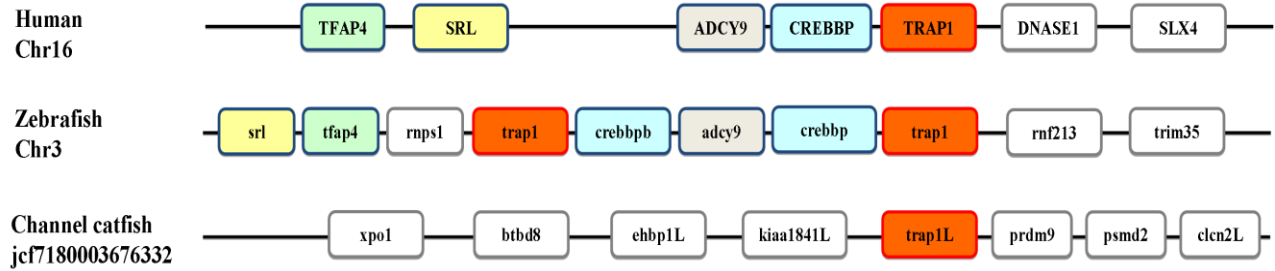 Human
Chr16
TFAP4 SRL ADCY9 CREBBP TRAP1 DNASE1 SLX4
Zebrafish
Chr3
srl tfap4 rnps1 trap1 crebbpb adcy9 crebbp trap1 rnf213 trim35
Channel catfish
jcf7180003676332
xpo1 btbd8 ehbp1L kiaa1841L trap1L prdm9 psmd2 clcn2L